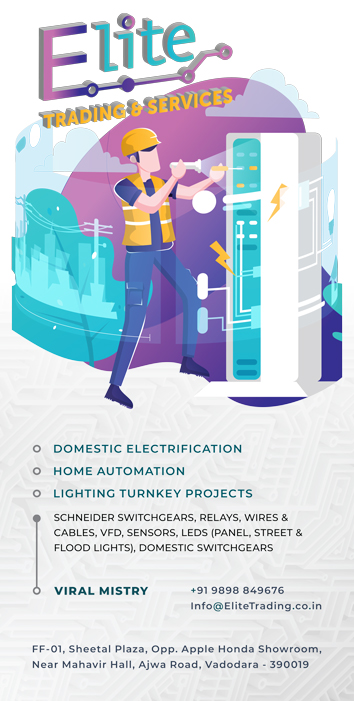 Elite
TRADING & SERVICES
DOMESTIC ELECTRIFICATION
HOME AUTOMATION
LIGHTING TURNKEY PROJECTS
SCHNEIDER SWITCHGEARS, RELAYS, WIRES &
CABLES, VFD, SENSORS, LEDS (PANEL, STREET &
FLOOD LIGHTS), DOMESTIC SWITCHGEARS
VIRAL MISTRY
+91 9898 849676
Info@EliteTrading.co.in
FF-01, Sheetal Plaza, Opp. Apple Honda Showroom,
Near Mahavir Hall, Ajwa Road, Vadodara - 390019